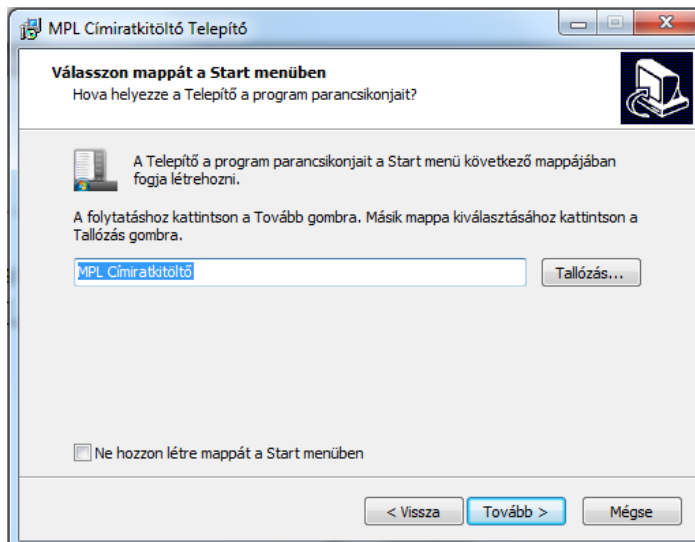 MPL Címiratkitöltő Telepítő
Válasszon mappát a Start menüben
Hova helyezze a Telepítő a program parancsikonjait?
A Telepítő a program parancsikonjait a Start menü következő mappájában
fogja létrehozni.
A folytatáshoz kattintson a Tovább gombra. Másik mappa kiválasztásához kattintson a
Tallózás gombra.
MPL Címiratkitöltő
Tallózás...
Ne hozzon létre mappát a Start menüben
< Vissza
Tovább >
Mégse